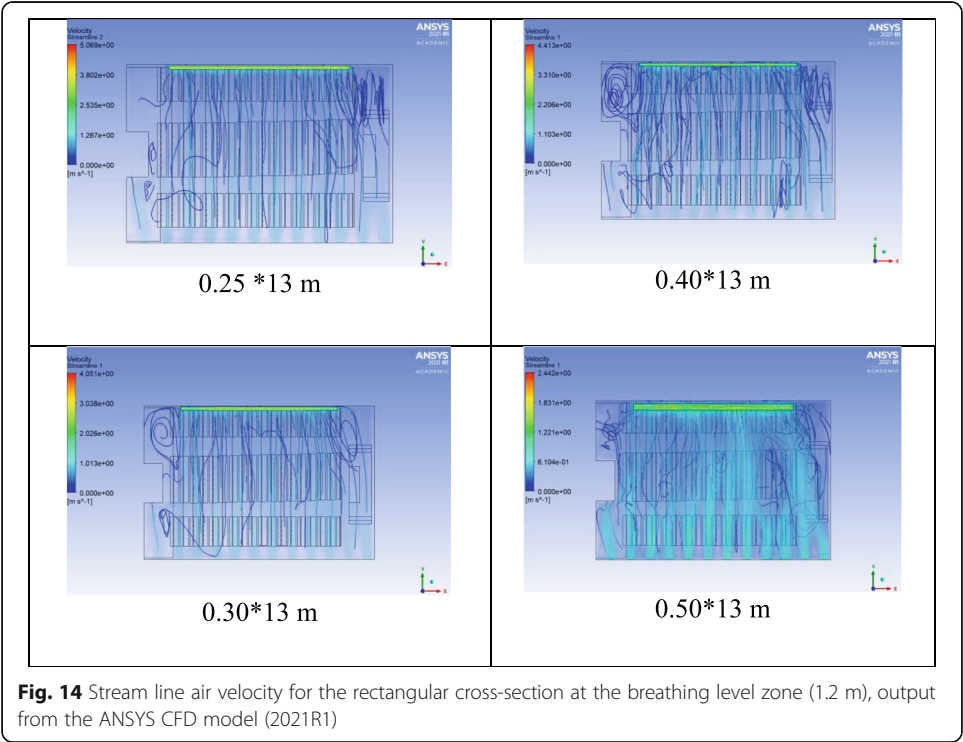 Velocity
Streamline 2
5.069e+00
3.802e+00
2.535e+00
1.267e+00
0.000e+00
[m s^-1]
ANSYS
2021 R1
ACADEMIC
Y
X
0.25 *13 m
Velocity
Streamline 1
4.413e+00
3.310e+00
2.206e+00
1.103e+00
0.000e+00
[m s^-1]
ANSYS
2021 R1
ACADEMIC
Y
X
0.40*13 m
Velocity
Streamline 1
4.051e+00
3.038e+00
2.026e+00
1.013e+00
0.000e+00
[m s^-1]
ANSYS
2021 R1
ACADEMIC
Y
X
0.30*13 m
Velocity
Streamline 1
2.442e+00
1.831e+00
1.221e+00
6.104e-01
0.000e+00
[m s^-1]
ANSYS
2021 R1
ACADEMIC
Y
X
0.50*13 m
Fig. 14 Stream line air velocity for the rectangular cross-section at the breathing level zone (1.2 m), output
from the ANSYS CFD model (2021R1)